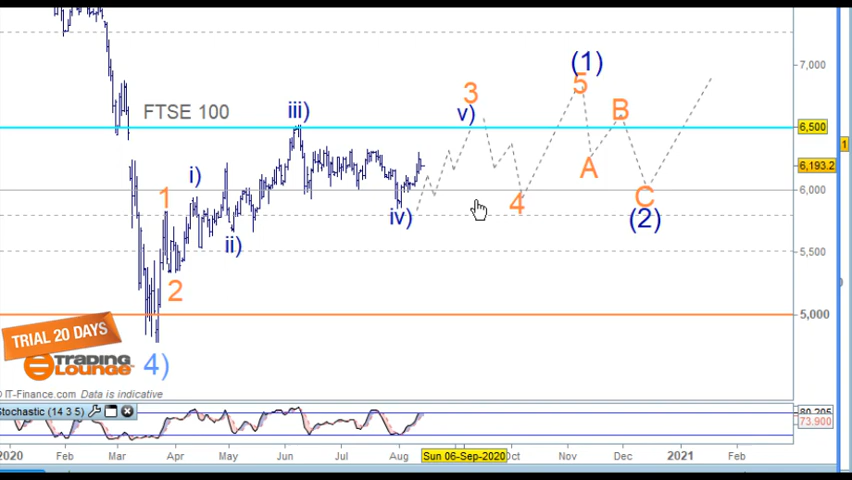 7,000
FTSE 100
iii)
3
v)
5
(1)
B
6,500
1
6,193.2
i)
1
A
6,000
iv)
4
C
(2)
ii)
5,500
2
5,000
TRIAL 20 DAYS
TRADING
LOUNGE
4)
© IT-Finance.com Data is indicative
Stochastic (14 3 5)
80.205
73.900
2020 Feb Mar Apr May Jun Jul Aug Sun 06-Sep-2020 Oct Nov Dec 2021 Feb